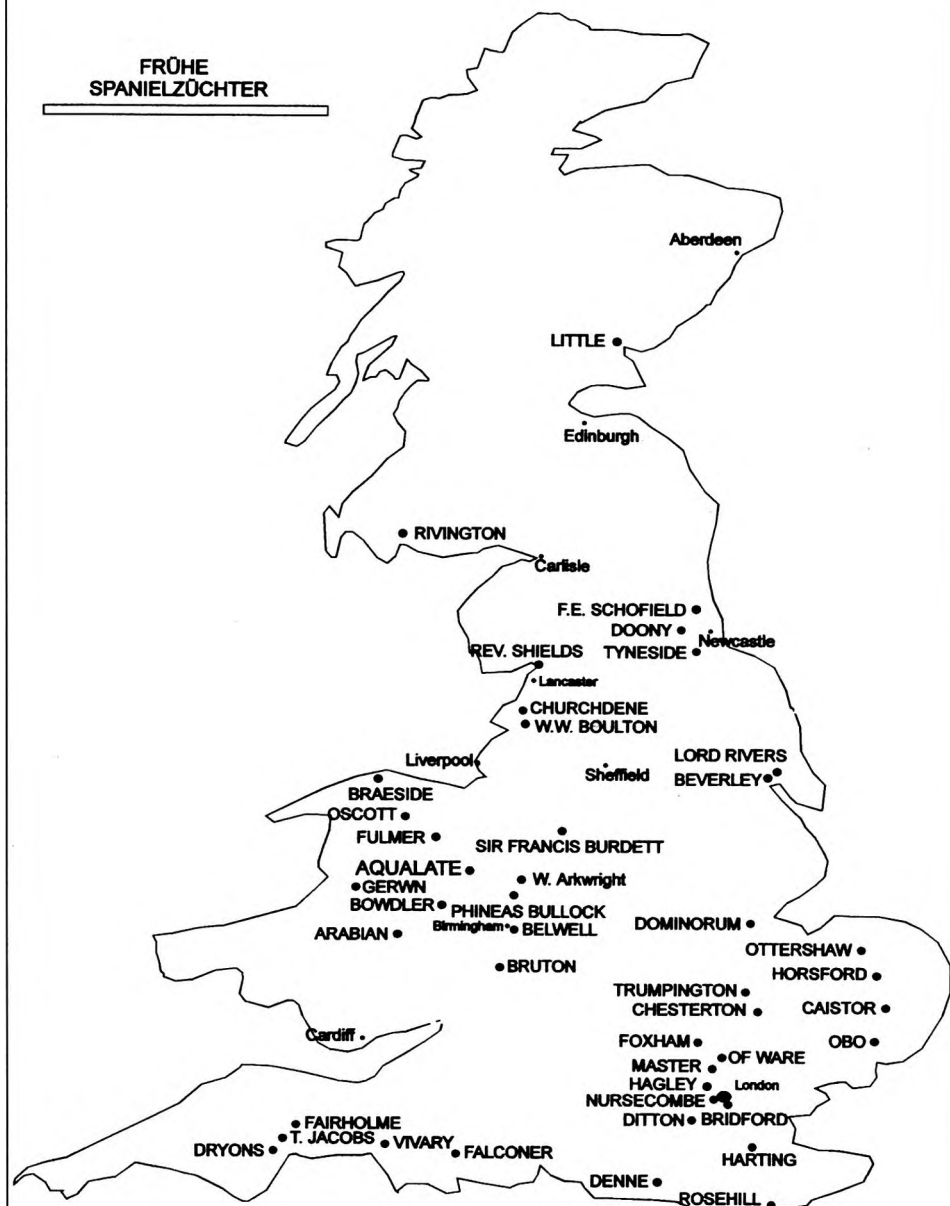 FRÜHE
SPANIELZÜCHTER
Aberdeen
LITTLE
Edinburgh
RIVINGTON
Carlisle
F.E. SCHOFIELD
DOONY
Newcastle
TYNESIDE
REV. SHIELDS
Lancaster
CHURCHDENE
W.W. BOULTON
LORD RIVERS
Liverpool
Sheffield
BEVERLEY
BRAESIDE
OSCOTT
FULMER
SIR FRANCIS BURDETT
AQUALATE
W. Arkwright
GERWN
BOWDLER
PHINEAS BULLOCK
Birmingham
BELWELL
DOMINORUM
ARABIAN
OTTERSHAW
BRUTON
HORSFORD
TRUMPINGTON
CHESTERTON
CAISTOR
Cardiff
FOXHAM
OBO
OF WARE
MASTER
HAGLEY
London
NURSECOMBE
DITTON
BRIDFORD
FAIRHOLME
T. JACOBS
VIVARY
DRYONS
FALCONER
HARTING
DENNE
ROSEHILL